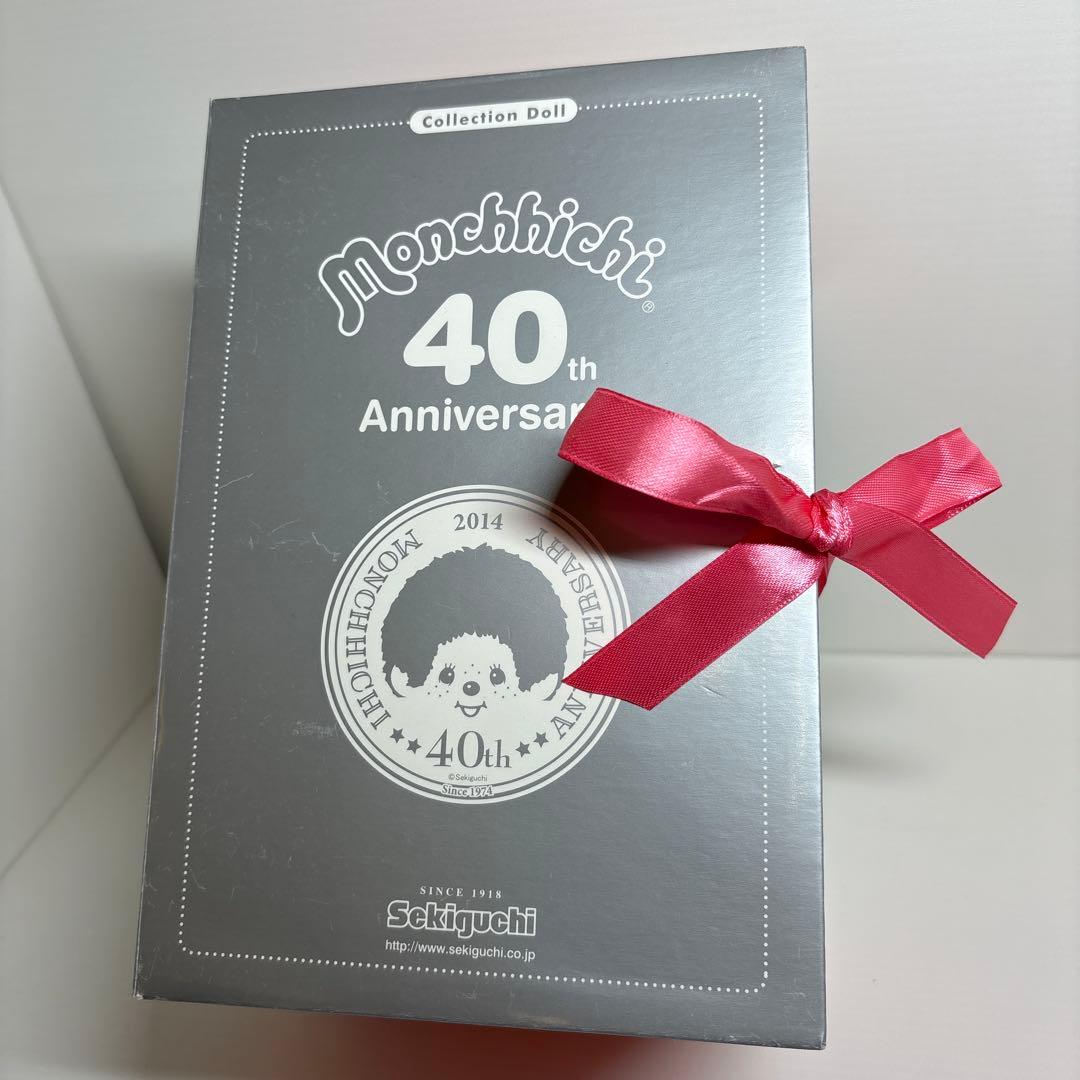 Collection Doll
Monchhichi
®
40th
Anniversar
2014
MONCHHICHI
40th
©Sekiguchi
Since 1974
SINCE 1918
Sekiguchi
http://www.sekiguchi.co.jp